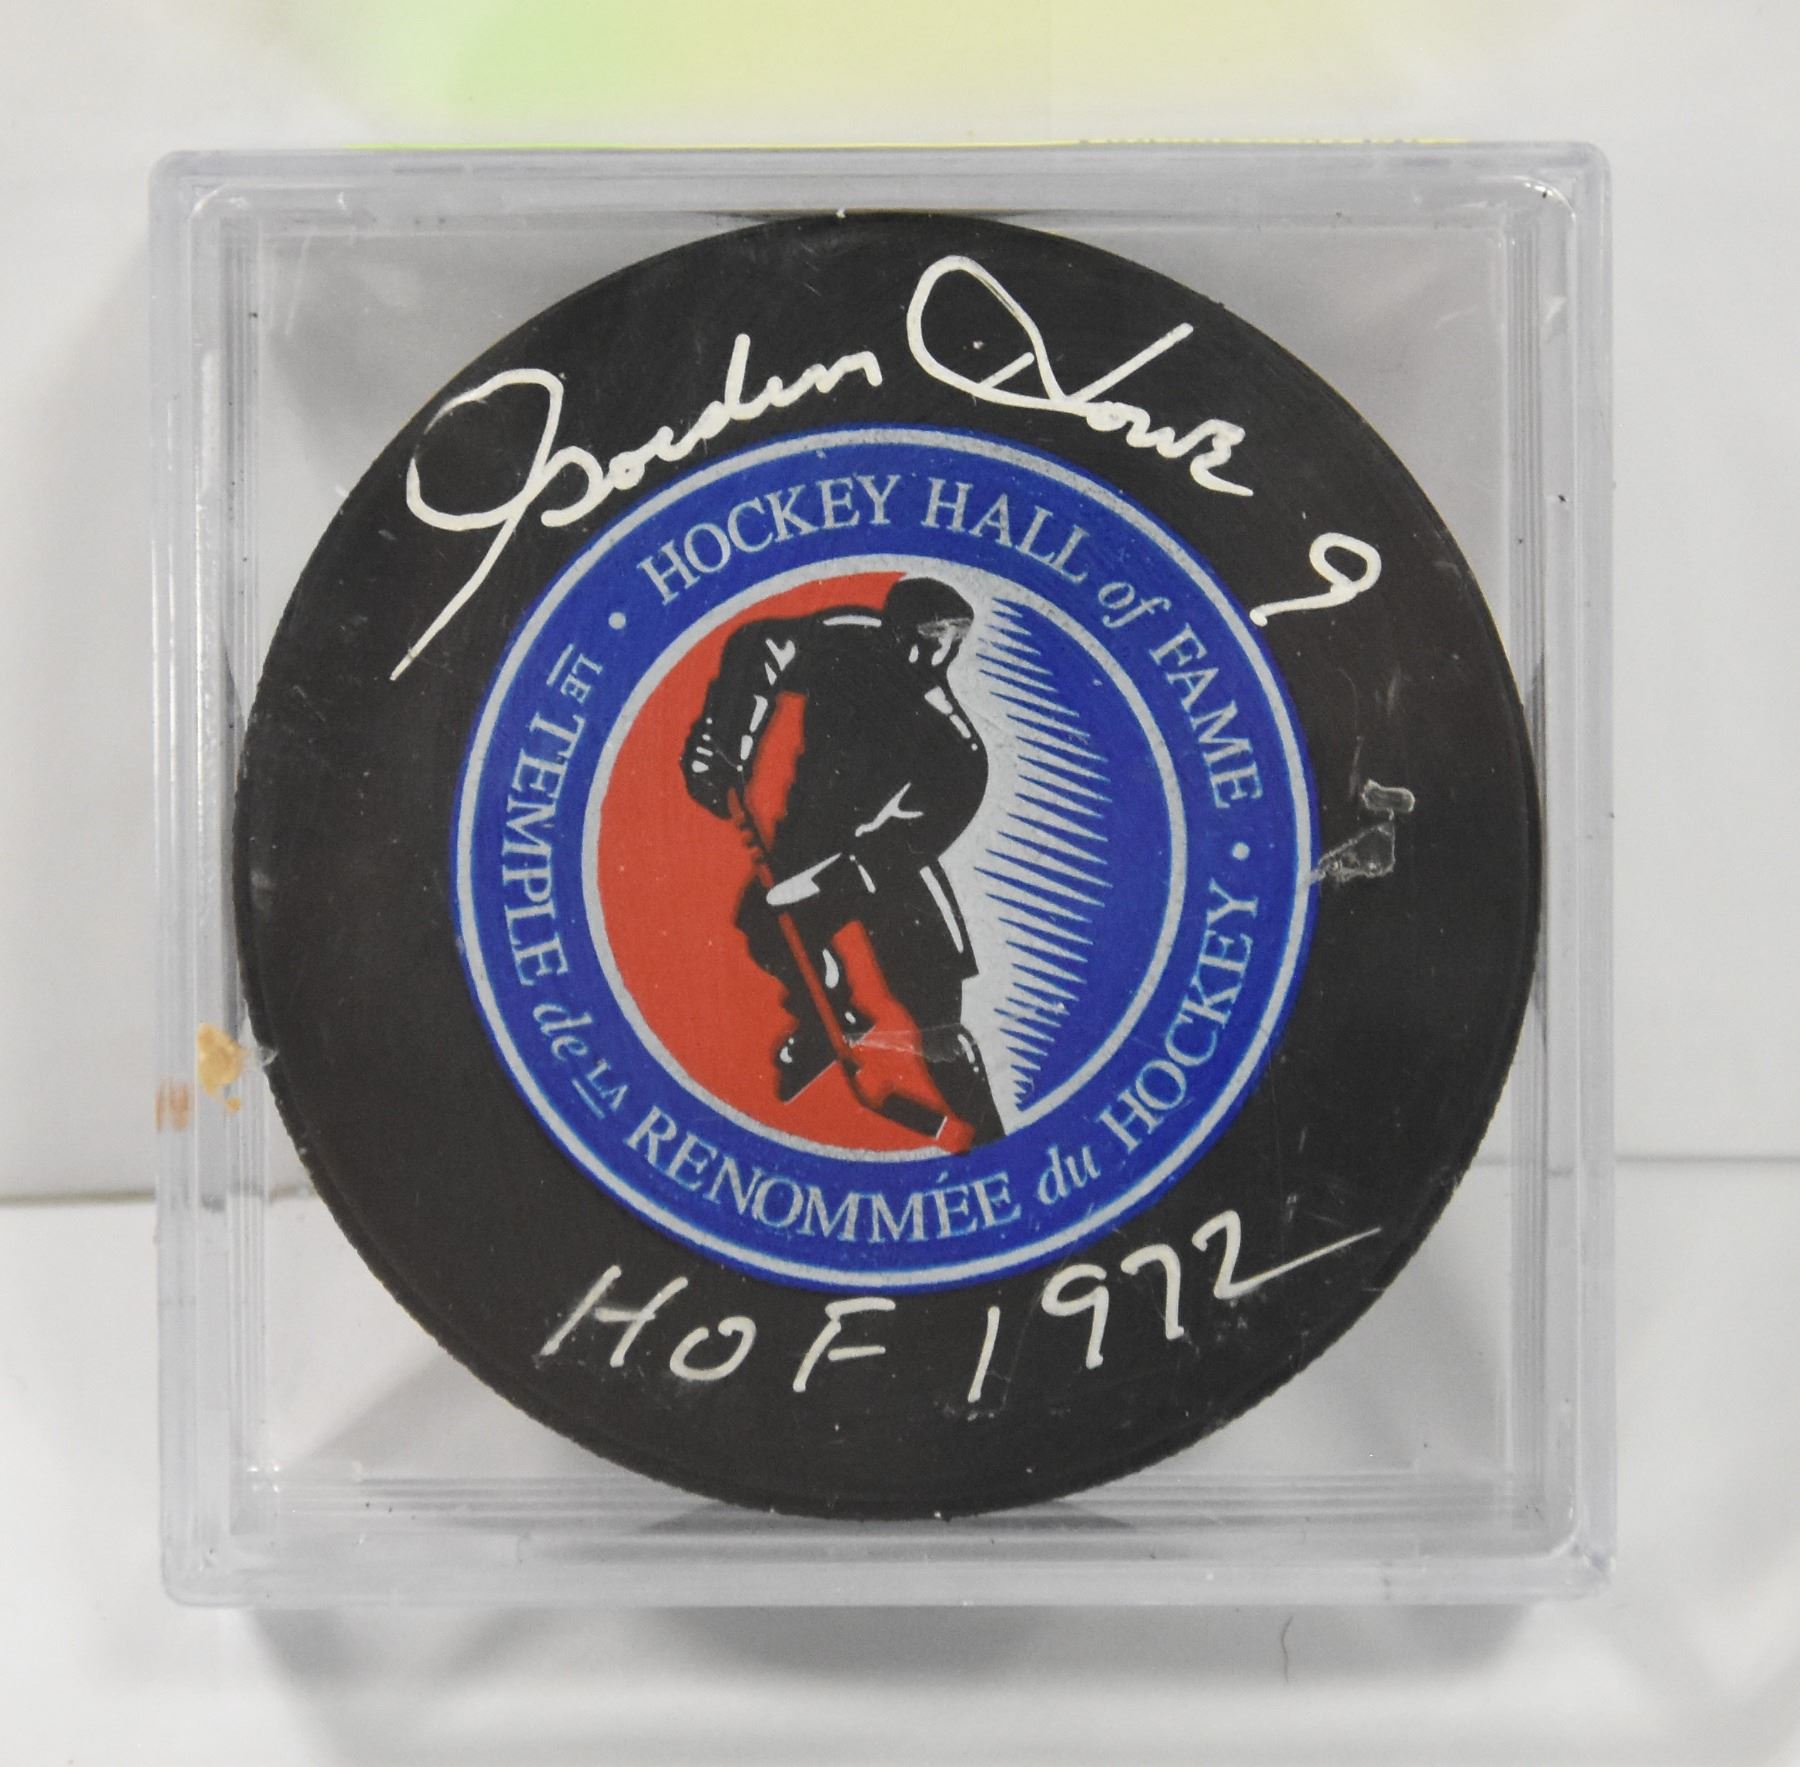 Gordon Howe 9
HOCKEY HALL of FAME •
LE TEMPLE de LA RENOMMÉE du HOCKEY •
HOF 1972